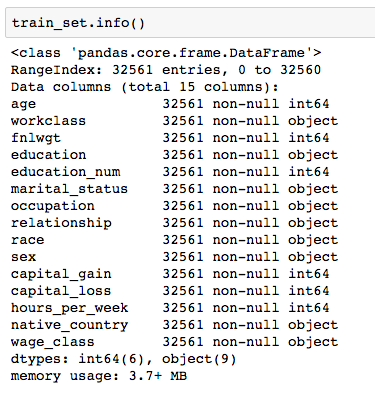 train_set.info()
<class 'pandas.core.frame.DataFrame'>
RangeIndex: 32561 entries, 0 to 32560
Data columns (total 15 columns):
age               32561 non-null int64
workclass         32561 non-null object
fnlwgt            32561 non-null int64
education         32561 non-null object
education_num     32561 non-null int64
marital_status    32561 non-null object
occupation        32561 non-null object
relationship      32561 non-null object
race              32561 non-null object
sex               32561 non-null object
capital_gain      32561 non-null int64
capital_loss      32561 non-null int64
hours_per_week    32561 non-null int64
native_country    32561 non-null object
wage_class        32561 non-null object
dtypes: int64(6), object(9)
memory usage: 3.7+ MB